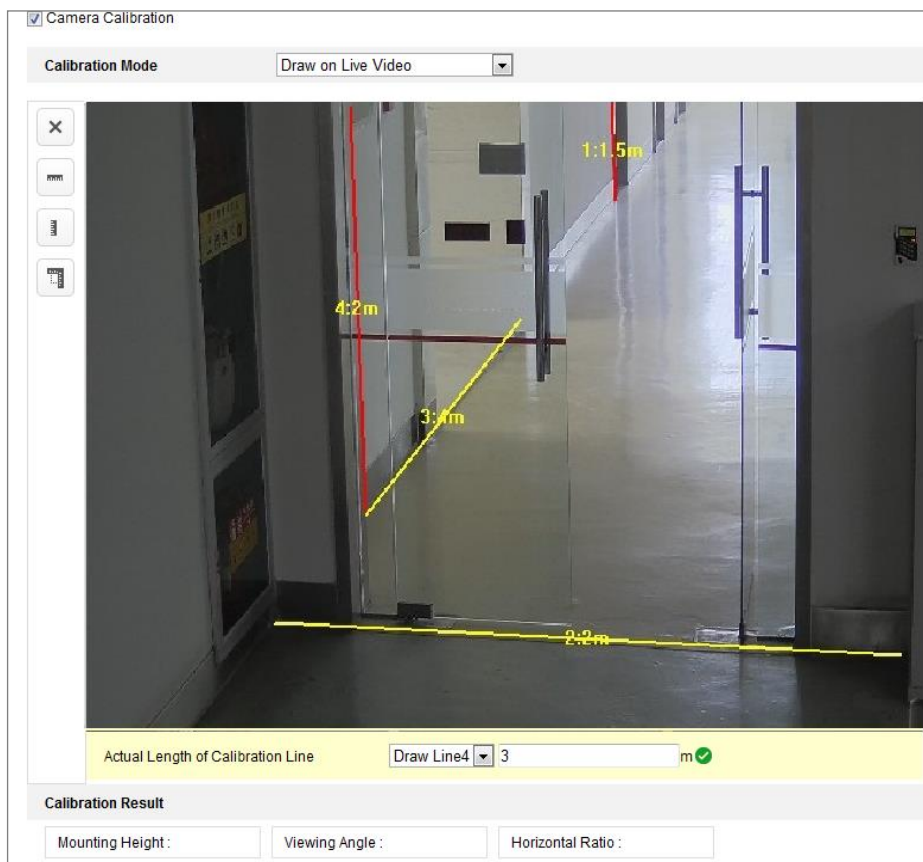 Camera Calibration
Calibration Mode Draw on Live Video
1:1.5m
4:2m
3:4m
2:2m
Actual Length of Calibration Line Draw Line4 3 m
Calibration Result
Mounting Height : Viewing Angle : Horizontal Ratio :